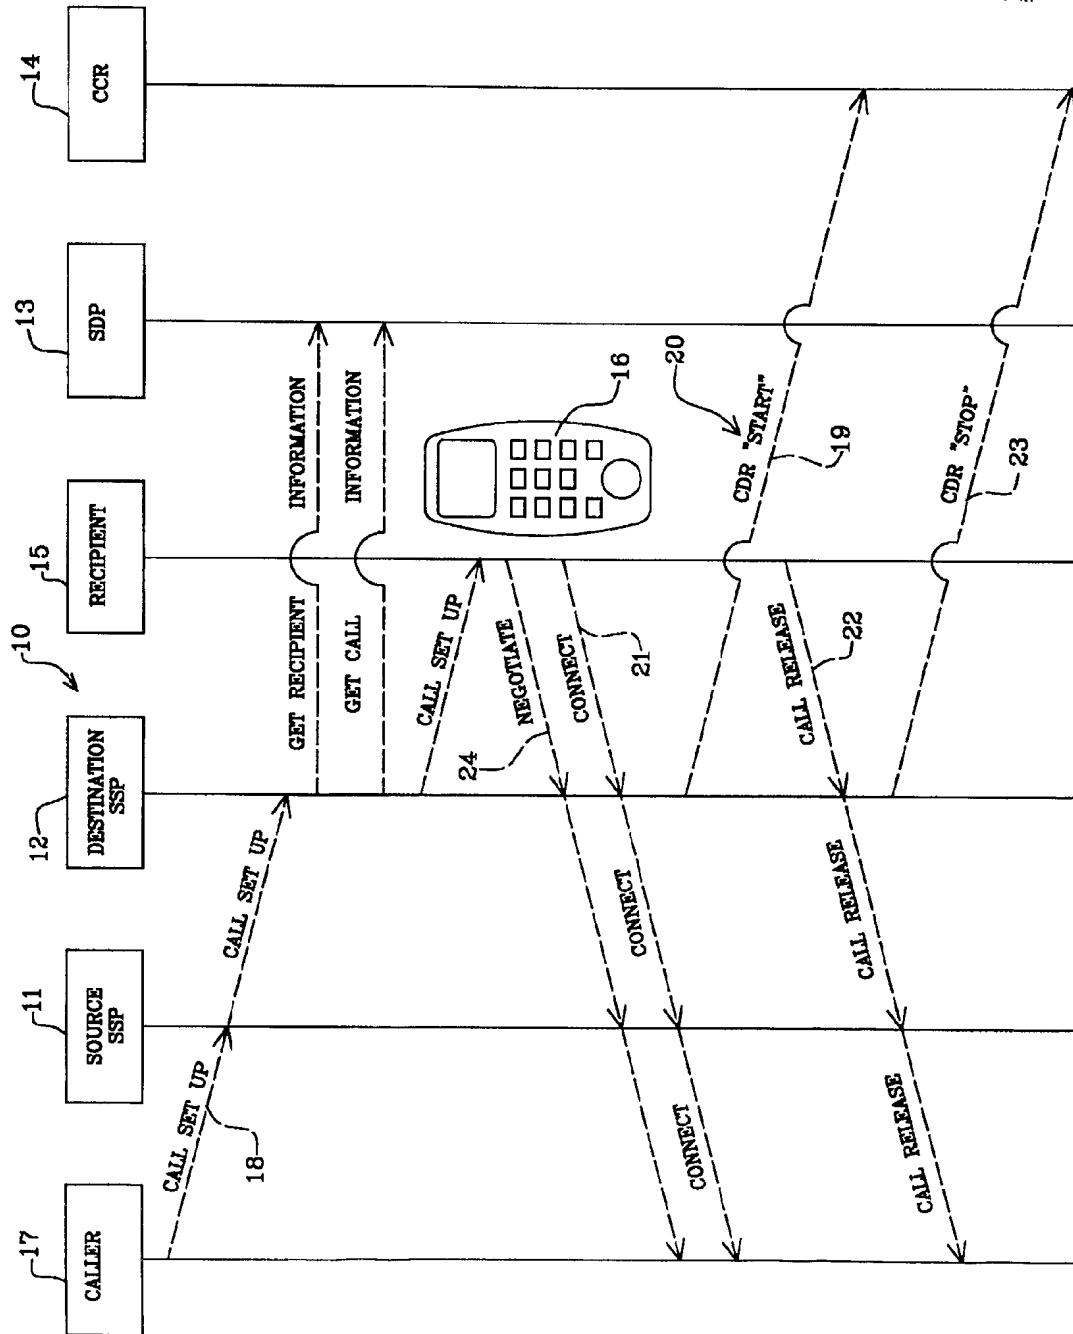 17
CALLER
11
SOURCE
SSP
12
DESTINATION
SSP
10
15
RECIPIENT
13
SDP
14
CCR
CALL SET UP
18
CALL SET UP
GET RECIPIENT INFORMATION
GET CALL INFORMATION
CALL SET UP
16
NEGOTIATE
24
CONNECT
21
CONNECT
CONNECT
20
CDR "START"
19
CALL RELEASE
22
CALL RELEASE
CALL RELEASE
CDR "STOP"
23